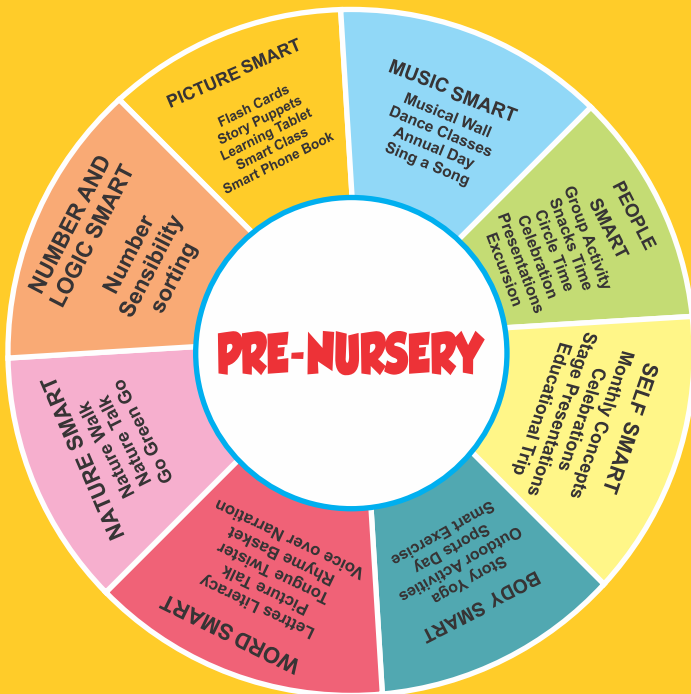 PICTURE SMART
Flash Cards
Story Puppets
Learning Tablet
Smart Class
Smart Phone Book
MUSIC SMART
Musical Wall
Dance Classes
Annual Day
Sing a Song
PEOPLE
SMART
Group Activity
Snacks Time
Circle Time
Celebration
Presentations
Excursion
SELF SMART
Monthly Concepts
Celebrations
Stage Presentations
Educational Trip
BODY SMART
Story Yoga
Outdoor Activities
Sports Day
Smart Exercise
WORD SMART
Lettres Literacy
Picture Talk
Tongue Twister
Rhyme Basket
Voice over Narration
NATURE SMART
Nature Walk
Nature Talk
Go Green Go
NUMBER AND
LOGIC SMART
Number
Sensibility
sorting
PRE-NURSERY